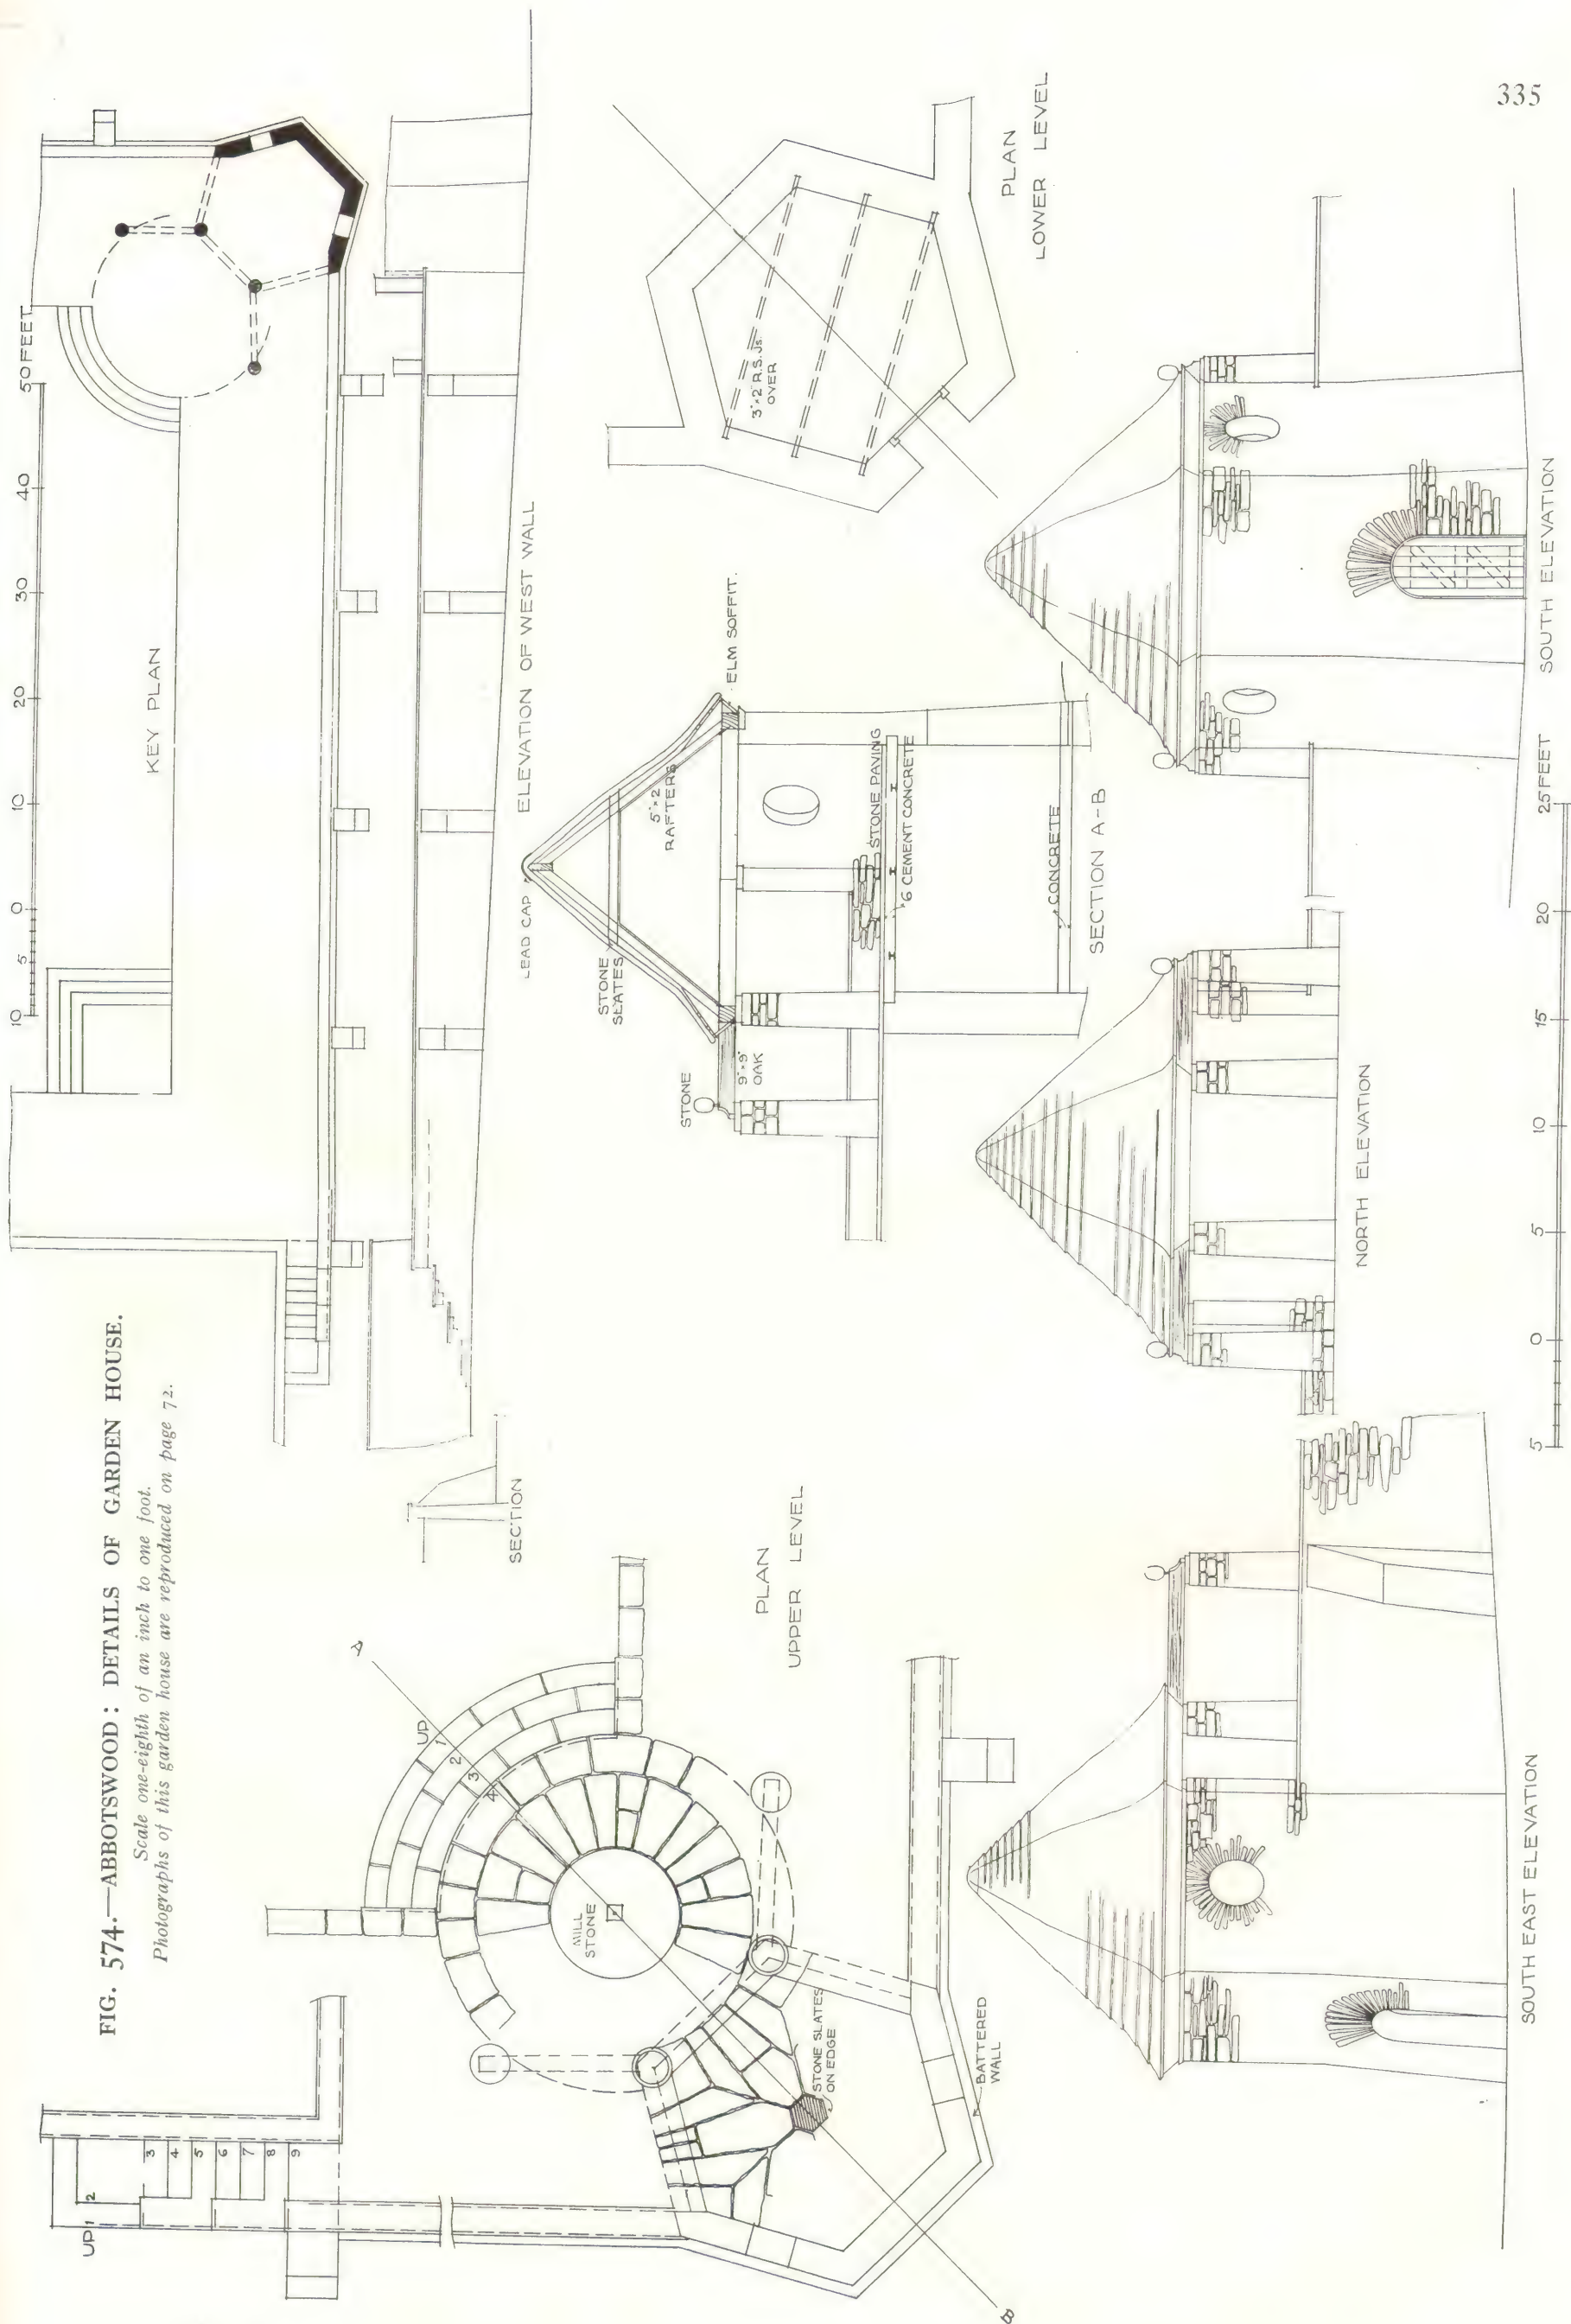 335
FIG. 574.—ABBOTSWOOD: DETAILS OF GARDEN HOUSE.
Scale one-eighth of an inch to one foot.
Photographs of this garden house are reproduced on page 72.
10 5 0 10 20 30 40 50 FEET
KEY PLAN
ELEVATION OF WEST WALL
SECTION
UP 1
2
3
4
5
6
7
8
9
A
UP
1
2
3
4
MILL
STONE
STONE SLATES
ON EDGE
BATTERED
WALL
B
PLAN
UPPER LEVEL
LEAD CAP
STONE
SLATES
5"×2"
RAFTERS
ELM SOFFIT.
STONE
9"×9"
OAK
STONE PAVING
6 CEMENT CONCRETE
CONCRETE
SECTION A-B
3"×2" R.S.Js.
OVER
PLAN
LOWER LEVEL
SOUTH EAST ELEVATION
NORTH ELEVATION
SOUTH ELEVATION
5 0 5 10 15 20 25 FEET